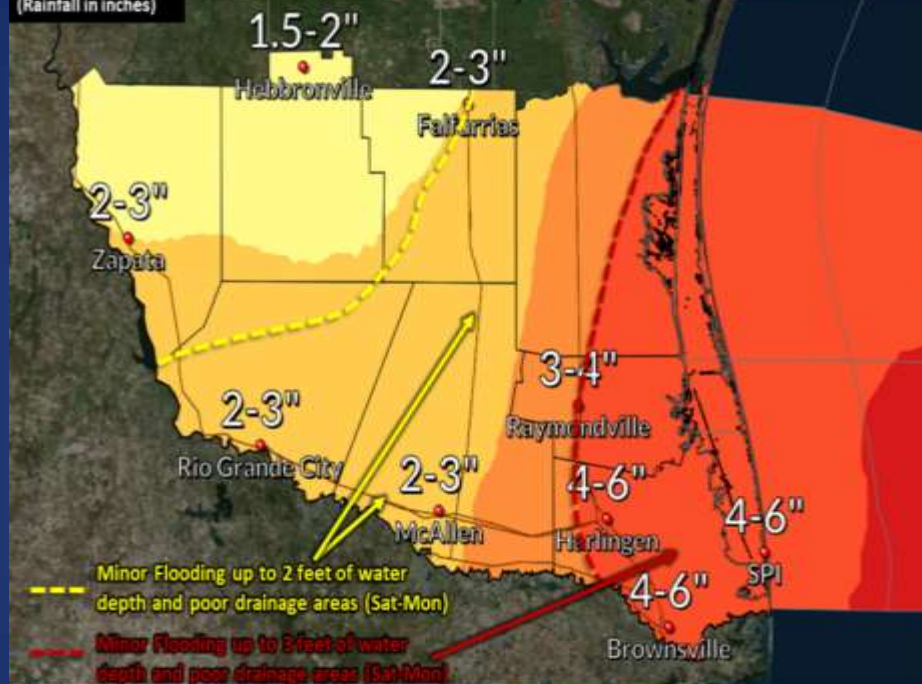 (Rainfall in inches)
1.5-2"
Hebbronville
2-3"
Falfurrias
2-3"
Zapata
3-4"
Raymondville
2-3"
Rio Grande City
2-3"
McAllen
4-6"
Harlingen
4-6"
SPI
4-6"
Brownsville
Minor Flooding up to 2 feet of water
depth and poor drainage areas (Sat-Mon)
Minor Flooding up to 3 feet of water
depth and poor drainage areas (Sat-Mon)